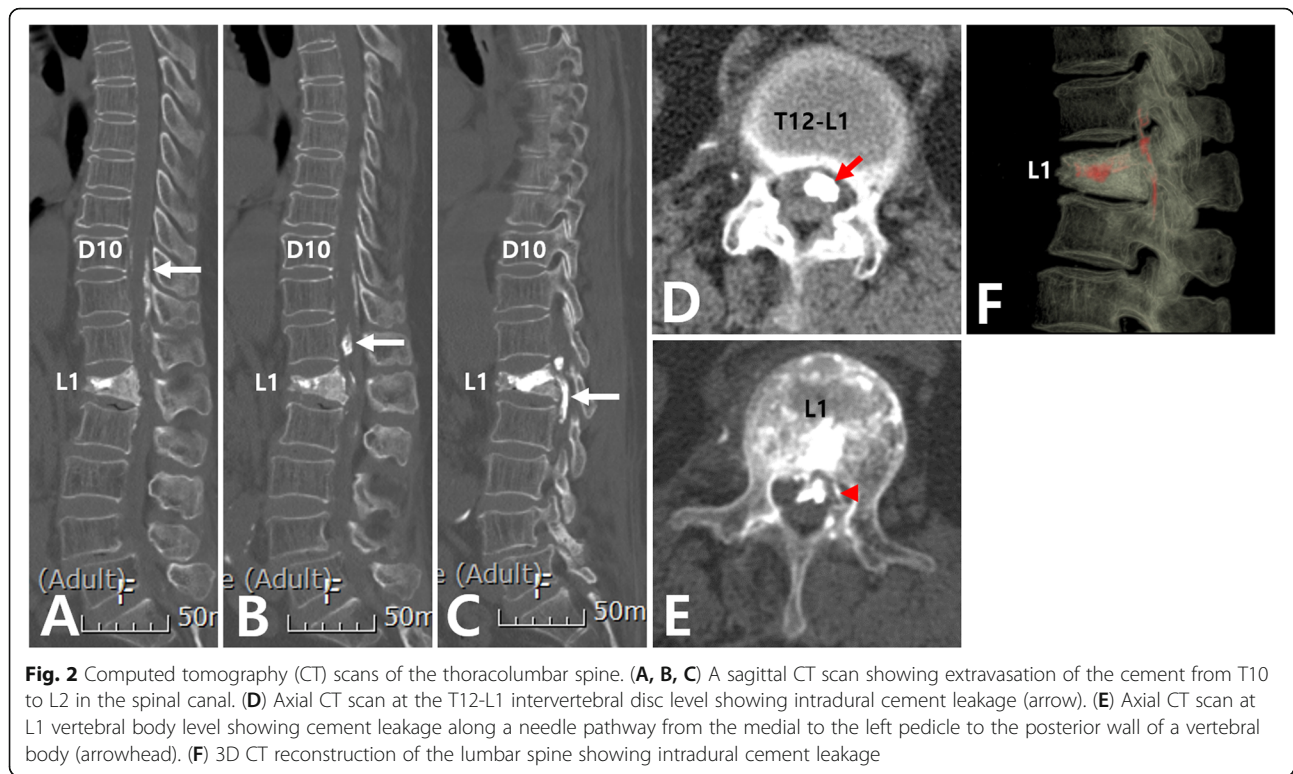 D10
L1
(Adult)
F
50m
A
D10
L1
e (Adult)
F
50m
B
D10
L1
e (Adult)
F
50m
C
T12-L1
D
L1
E
L1
F
Fig. 2 Computed tomography (CT) scans of the thoracolumbar spine. (A, B, C) A sagittal CT scan showing extravasation of the cement from T10
to L2 in the spinal canal. (D) Axial CT scan at the T12-L1 intervertebral disc level showing intradural cement leakage (arrow). (E) Axial CT scan at
L1 vertebral body level showing cement leakage along a needle pathway from the medial to the left pedicle to the posterior wall of a vertebral
body (arrowhead). (F) 3D CT reconstruction of the lumbar spine showing intradural cement leakage